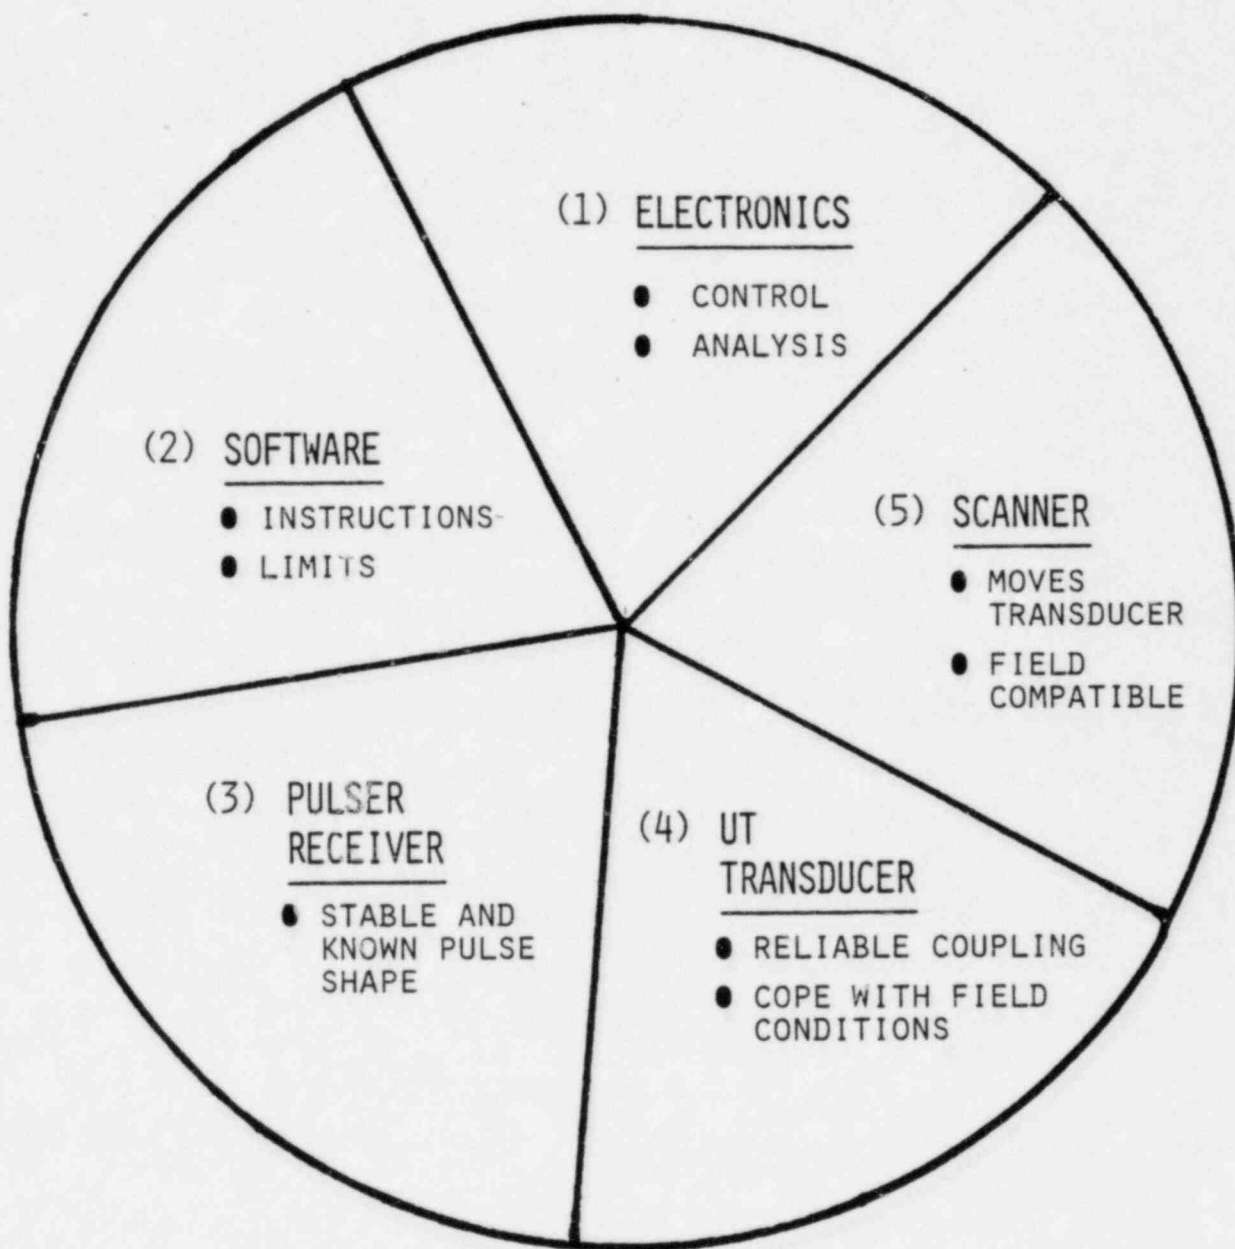 (1) ELECTRONICS
● CONTROL
● ANALYSIS
(2) SOFTWARE
● INSTRUCTIONS
● LIMITS
(3) PULSER
RECEIVER
● STABLE AND
KNOWN PULSE
SHAPE
(4) UT
TRANSDUCER
● RELIABLE COUPLING
● COPE WITH FIELD
CONDITIONS
(5) SCANNER
● MOVES
TRANSDUCER
● FIELD
COMPATIBLE